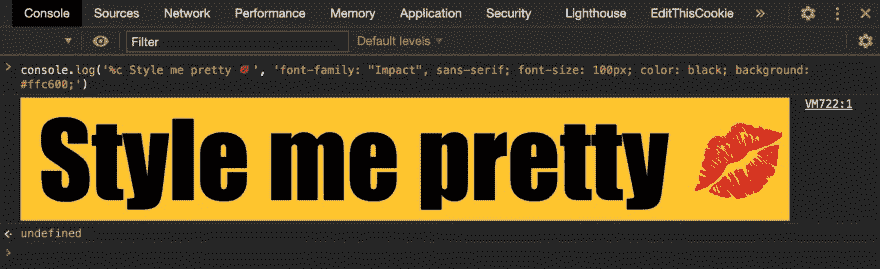 Console Sources Network Performance Memory Application Security Lighthouse EditThisCookie »
Filter Default levels ▼
> console.log('%c Style me pretty 💋', 'font-family: "Impact", sans-serif; font-size: 100px; color: black; background:
#ffc600;')
VM722:1
Style me pretty 💋
undefined